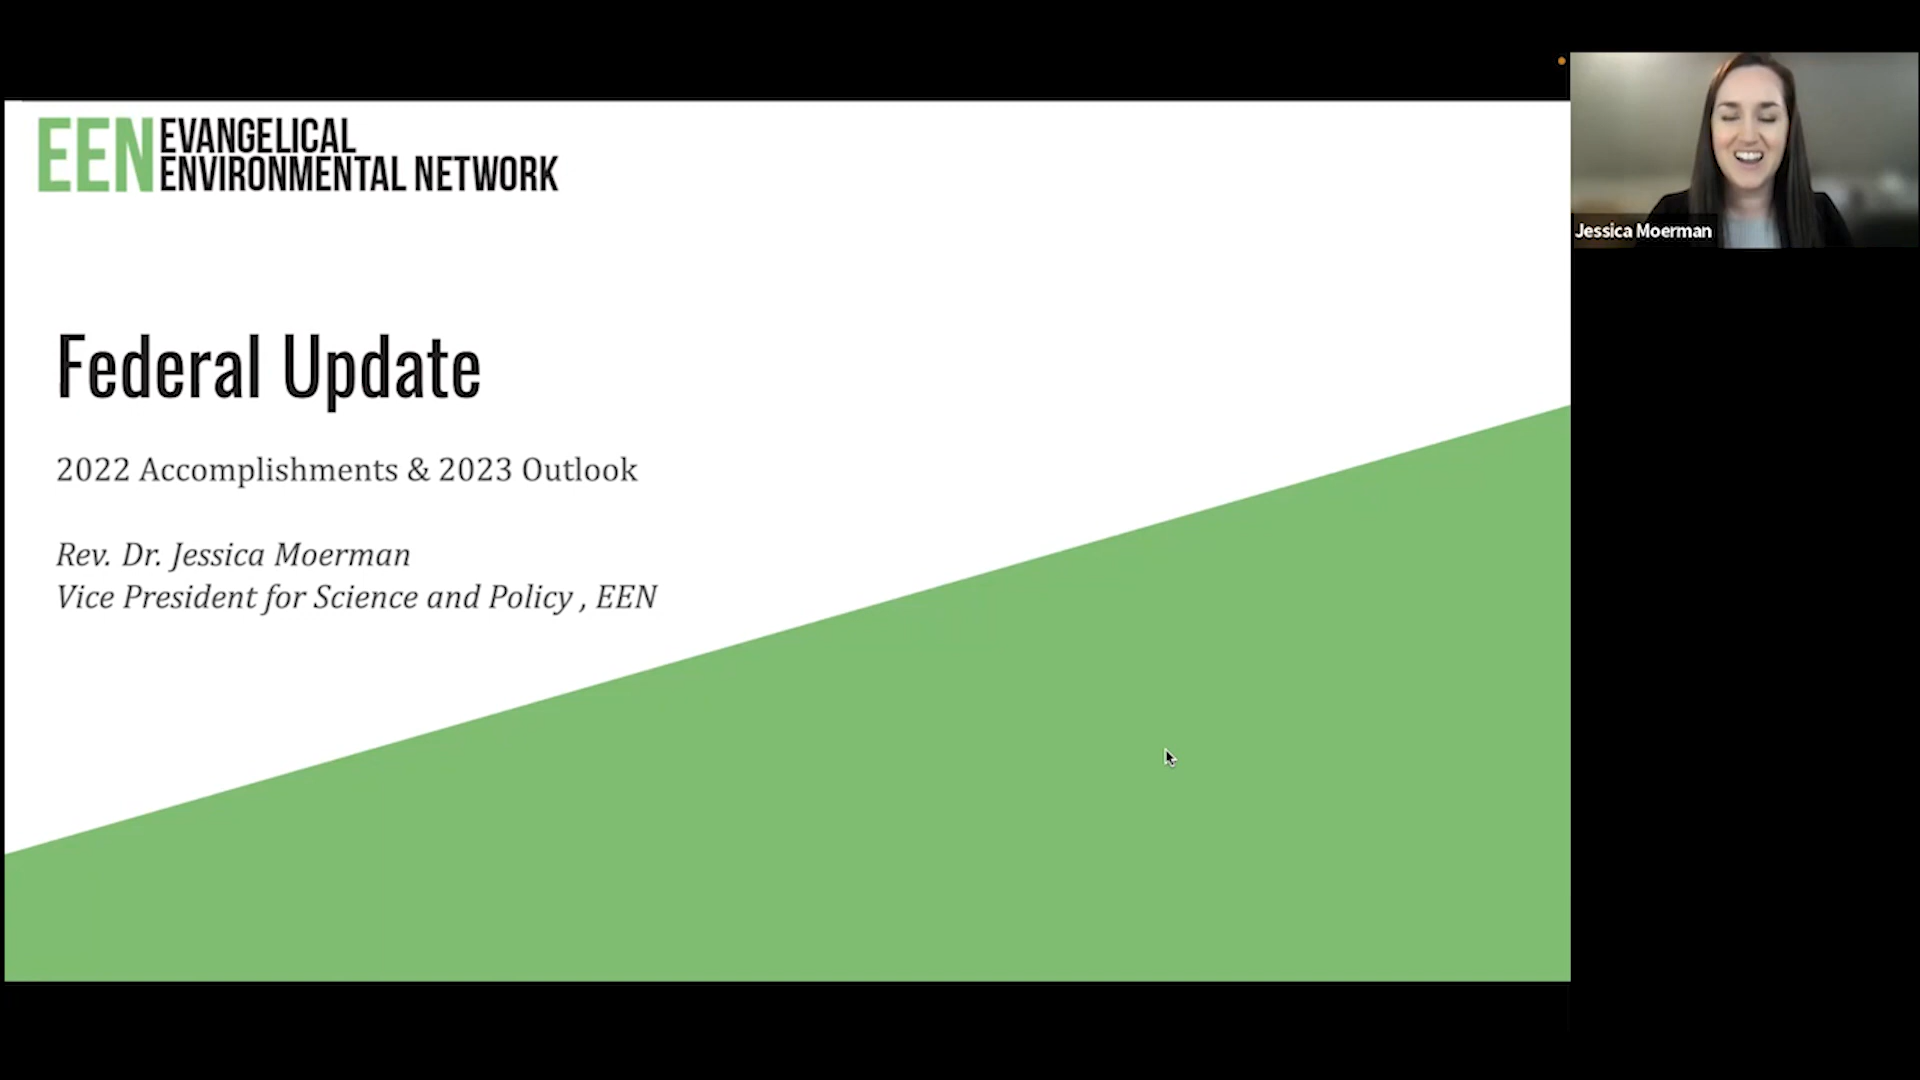 EEN EVANGELICAL
ENVIRONMENTAL NETWORK
Federal Update
2022 Accomplishments & 2023 Outlook
Rev. Dr. Jessica Moerman
Vice President for Science and Policy , EEN
Jessica Moerman